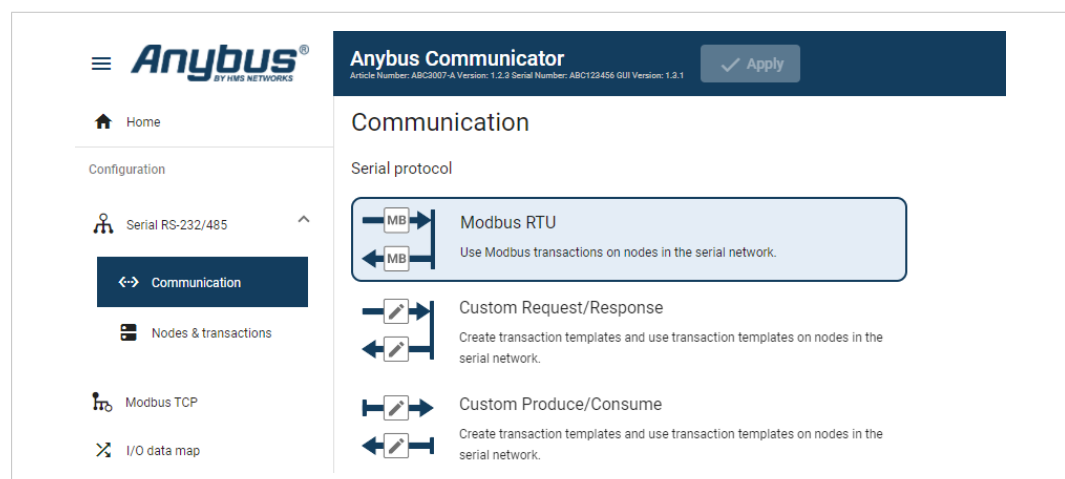 Anybus®
BY HMS NETWORKS
Anybus Communicator
Article Number: ABC3007-A Version: 1.2.3 Serial Number: ABC123456 GUI Version: 1.3.1
Apply
Home
Configuration
Serial RS-232/485
Communication
Nodes & transactions
Modbus TCP
I/O data map
Communication
Serial protocol
MB
MB
Modbus RTU
Use Modbus transactions on nodes in the serial network.
Custom Request/Response
Create transaction templates and use transaction templates on nodes in the
serial network.
Custom Produce/Consume
Create transaction templates and use transaction templates on nodes in the
serial network.